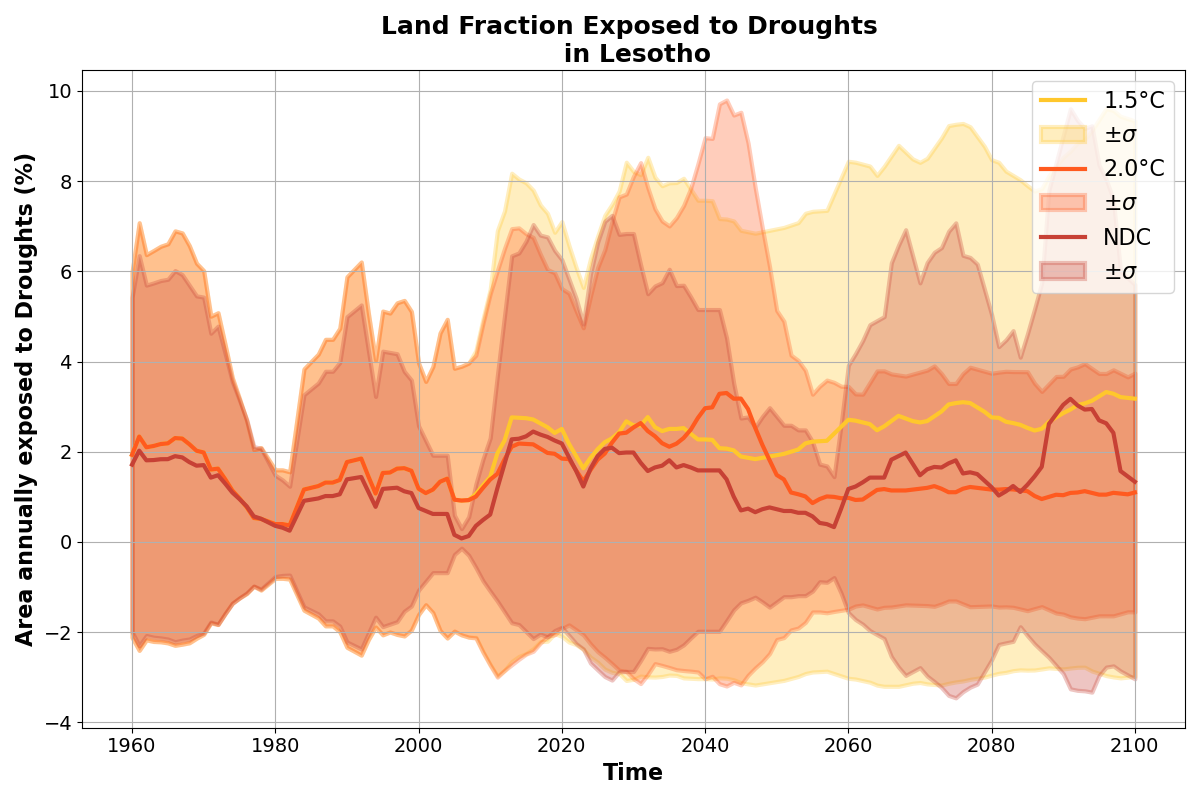 Land Fraction Exposed to Droughts
in Lesotho
Area annually exposed to Droughts (%)
10
8
6
4
2
0
−2
−4
1960
1980
2000
2020
2040
2060
2080
2100
Time
1.5°C
±σ
2.0°C
±σ
NDC
±σ